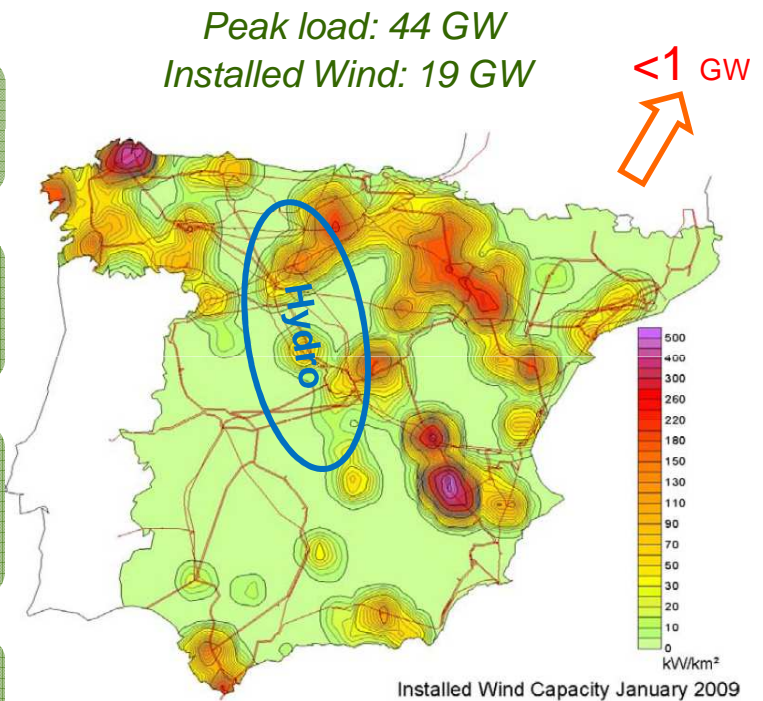 Peak load: 44 GW
Installed Wind: 19 GW
<1 GW
Hydro
500
400
300
260
220
180
150
130
110
90
70
50
30
20
10
0
kW/km²
Installed Wind Capacity January 2009